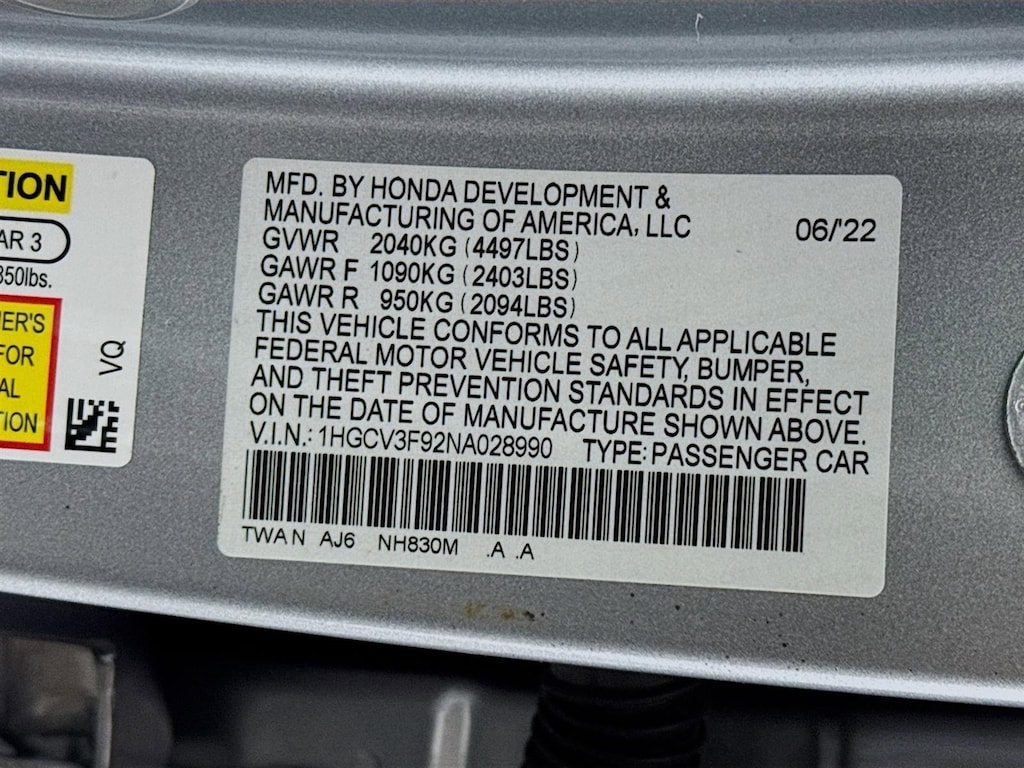 TION
AR 3
850lbs.
ER'S
FOR
AL
TION
VQ
MFD. BY HONDA DEVELOPMENT &
MANUFACTURING OF AMERICA, LLC 06/'22
GVWR 2040KG (4497LBS)
GAWR F 1090KG (2403LBS)
GAWR R 950KG (2094LBS)
THIS VEHICLE CONFORMS TO ALL APPLICABLE
FEDERAL MOTOR VEHICLE SAFETY, BUMPER,
AND THEFT PREVENTION STANDARDS IN EFFECT
ON THE DATE OF MANUFACTURE SHOWN ABOVE.
V.I.N.: 1HGCV3F92NA028990 TYPE: PASSENGER CAR
TWAN AJ6 NH830M .A .A